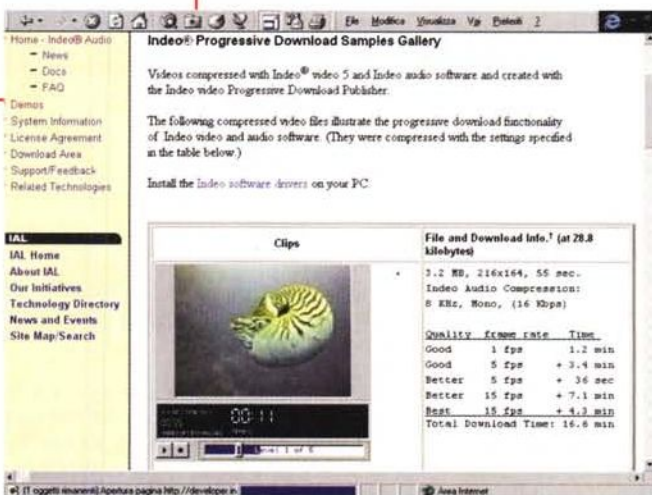 File Modifica Visualizza Vai Preferiti ?
Home - Indeo® Audio
– News
– Docs
– FAQ
Demos
System Information
License Agreement
Download Area
Support/Feedback
Related Technologies
IAL
IAL Home
About IAL
Our Initiatives
Technology Directory
News and Events
Site Map/Search
Indeo® Progressive Download Samples Gallery
Videos compressed with Indeo® video 5 and Indeo audio software and created with
the Indeo video Progressive Download Publisher.
The following compressed video files illustrate the progressive download functionality
of Indeo video and audio software. (They were compressed with the settings specified
in the table below.)
Install the Indeo software drivers on your PC.
Clips
00:11
Level 1 of 5
File and Download Info.† (at 28.8
kilobytes)
3.2 MB, 216x164, 55 sec.
Indeo Audio Compression:
8 KHz, Mono, (16 Kbps)
Quality frame rate Time
Good 1 fps 1.2 min
Good 5 fps + 3.4 min
Better 5 fps + 36 sec
Better 15 fps + 7.1 min
Best 15 fps + 4.3 min
Total Download Time: 16.6 min
oggetti rimanenti) Apertura pagina http://developer.in
Area Internet